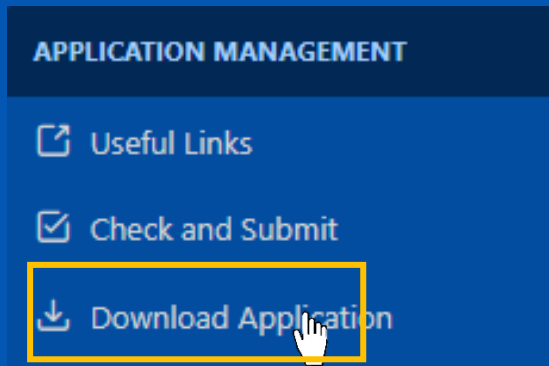 APPLICATION MANAGEMENT
Useful Links
Check and Submit
Download Application